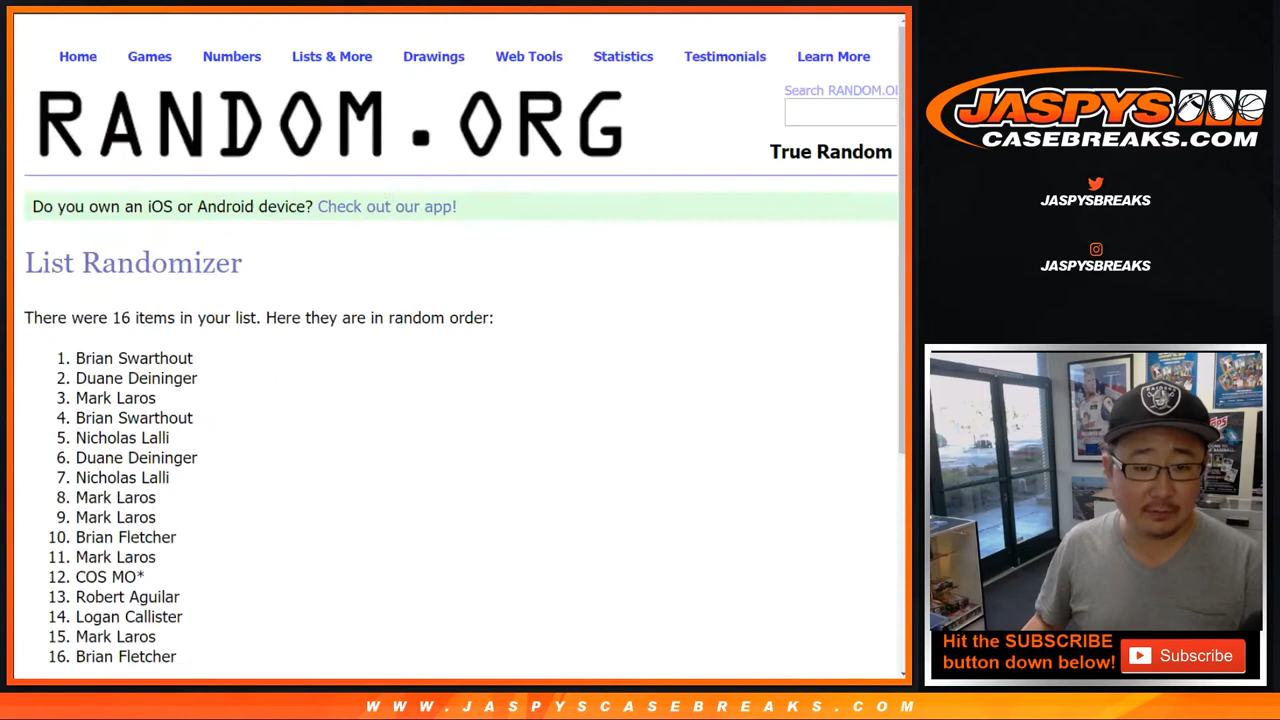 Home Games Numbers Lists & More Drawings Web Tools Statistics Testimonials Learn More
RANDOM.ORG
Search RANDOM.OR
True Random
Do you own an iOS or Android device? Check out our app!
List Randomizer
There were 16 items in your list. Here they are in random order:
1. Brian Swarthout
2. Duane Deininger
3. Mark Laros
4. Brian Swarthout
5. Nicholas Lalli
6. Duane Deininger
7. Nicholas Lalli
8. Mark Laros
9. Mark Laros
10. Brian Fletcher
11. Mark Laros
12. COS MO*
13. Robert Aguilar
14. Logan Callister
15. Mark Laros
16. Brian Fletcher
JASPYS
CASEBREAKS.COM
JASPYSBREAKS
JASPYSBREAKS
RAIDERS
Hit the SUBSCRIBE
button down below!
Subscribe
WWW.JASPYSCASEBREAKS.COM